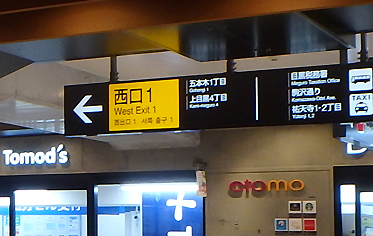 西口1
West Exit 1
西出口 1 서쪽 출구 1
五本木1丁目
Gohongi 1
上目黒4丁目
Kami-meguro 4
目黒税務署
Meguro Taxation Office
駒沢通り
Komazawa-Dori Ave.
祐天寺1・2丁目
Yutenji 1, 2
TAXI
Tomod's
otomo